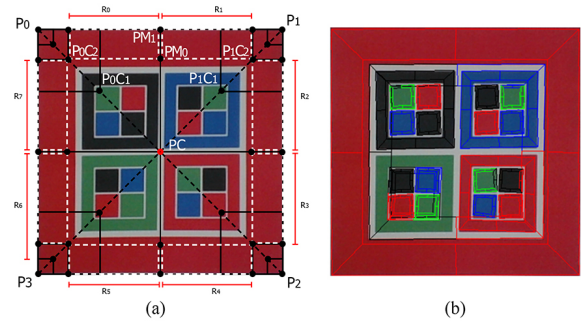 R₀ R₁
P₀ PM₁ P₁
P₀C₂ PM₀ P₁C₂
P₀C₁ P₁C₁
R₇ R₂
PC
R₆ R₃
P3 P₂
R₅ R₄
(a) (b)